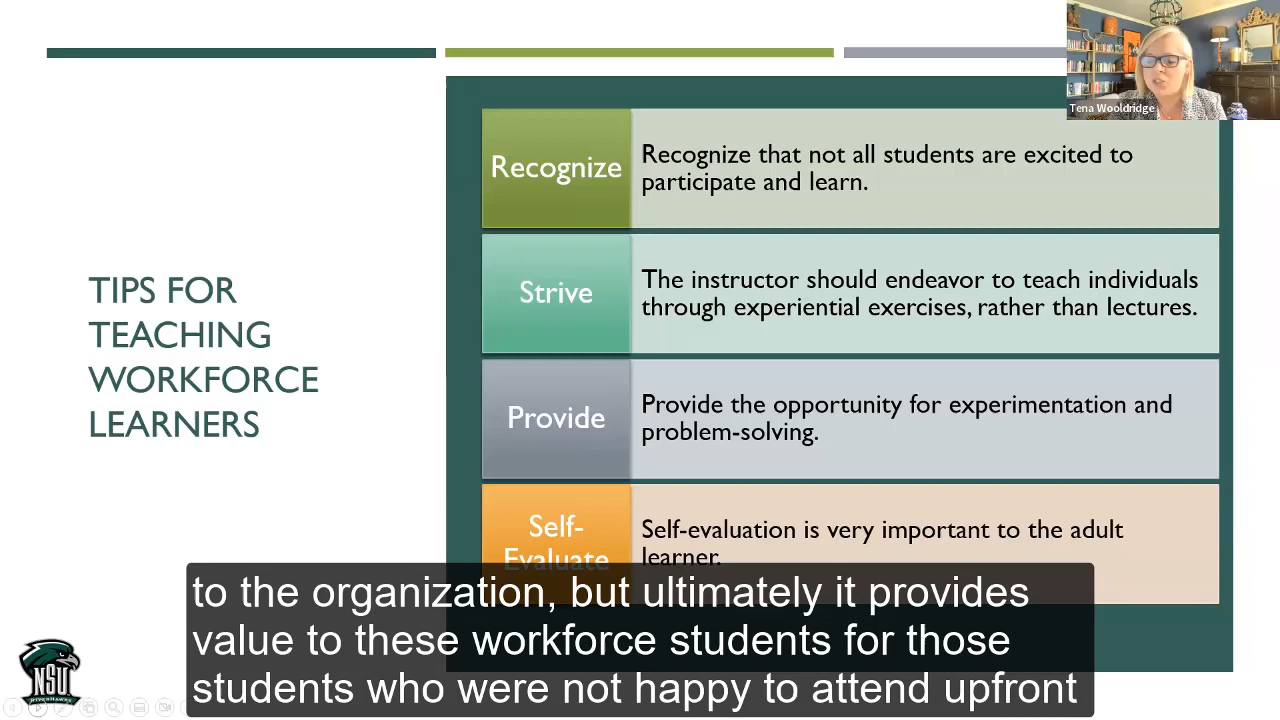 Tena Wooldridge
TIPS FOR
TEACHING
WORKFORCE
LEARNERS
Recognize
Recognize that not all students are excited to
participate and learn.
Strive
The instructor should endeavor to teach individuals
through experiential exercises, rather than lectures.
Provide
Provide the opportunity for experimentation and
problem-solving.
Self-
Evaluate
Self-evaluation is very important to the adult
learner.
to the organization, but ultimately it provides
value to these workforce students for those
students who were not happy to attend upfront
NSU